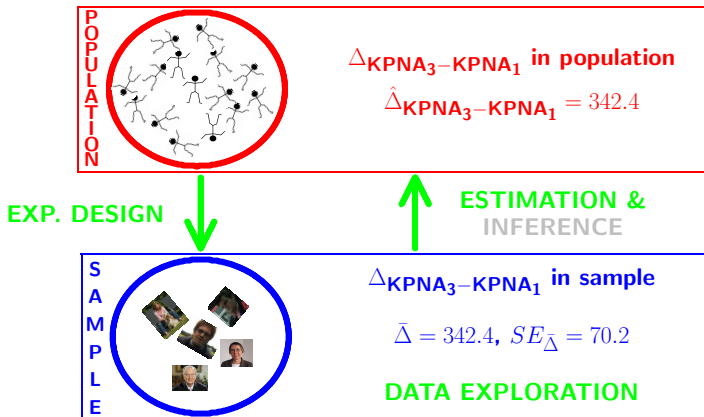 POPULATION
Δ_KPNA₃−KPNA₁ in population
Δ̂_KPNA₃−KPNA₁ = 342.4
EXP. DESIGN
ESTIMATION &
INFERENCE
SAMPLE
Δ_KPNA₃−KPNA₁ in sample
Δ̄ = 342.4, SE_Δ̄ = 70.2
DATA EXPLORATION